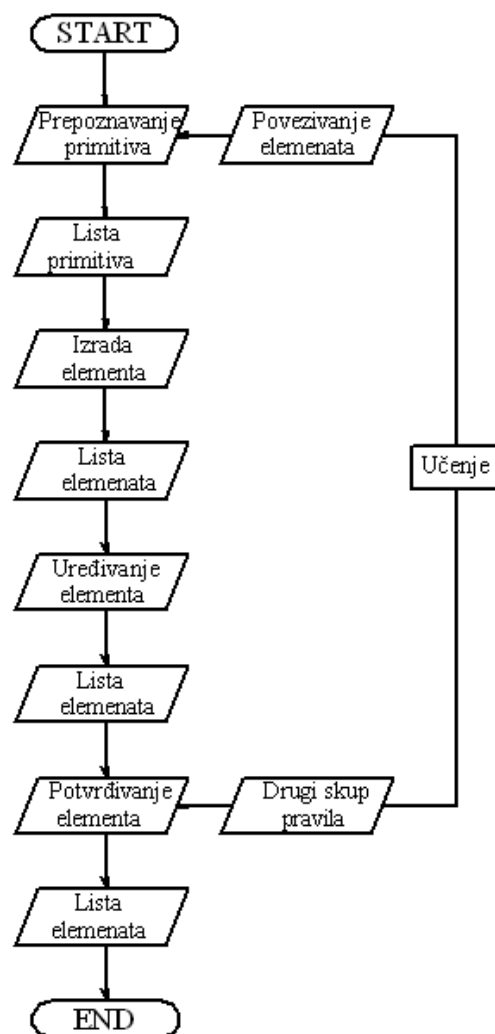 START
Prepoznavanje
primitiva
Povezivanje
elemenata
Lista
primitiva
Izrada
elementa
Lista
elemenata
Učenje
Uređivanje
elementa
Lista
elemenata
Potvrđivanje
elementa
Drugi skup
pravila
Lista
elemenata
END